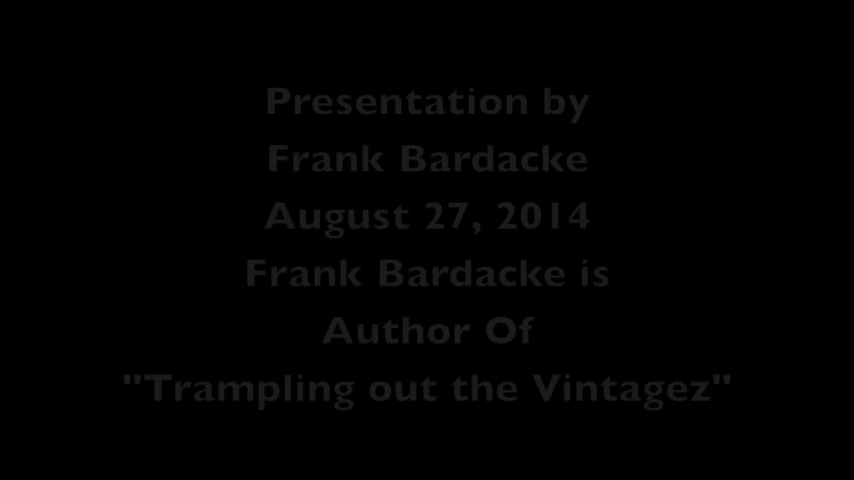 Presentation by
Frank Bardacke
August 27, 2014
Frank Bardacke is
Author Of
"Trampling out the Vintagez"